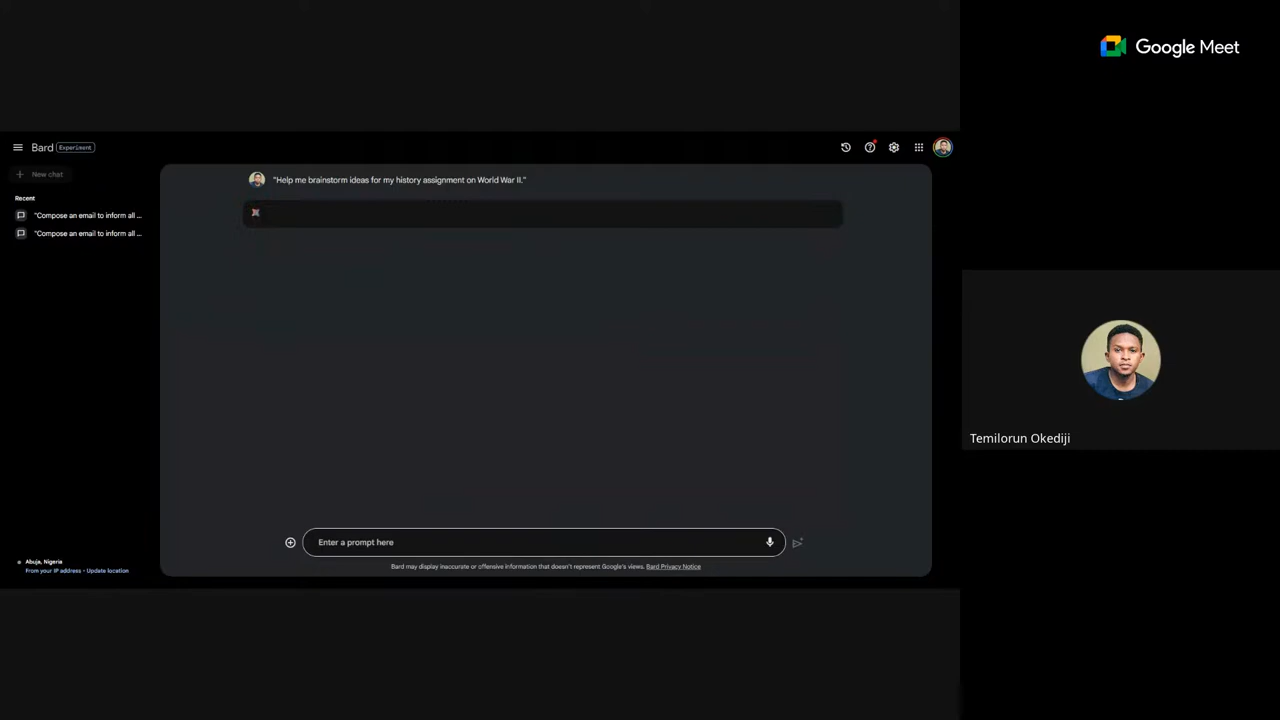 Google Meet
Bard Experiment
New chat
Recent
"Compose an email to inform all ...
"Compose an email to inform all ...
"Help me brainstorm ideas for my history assignment on World War II."
Temilorun Okediji
Enter a prompt here
Abuja, Nigeria
From your IP address • Update location
Bard may display inaccurate or offensive information that doesn't represent Google's views. Bard Privacy Notice